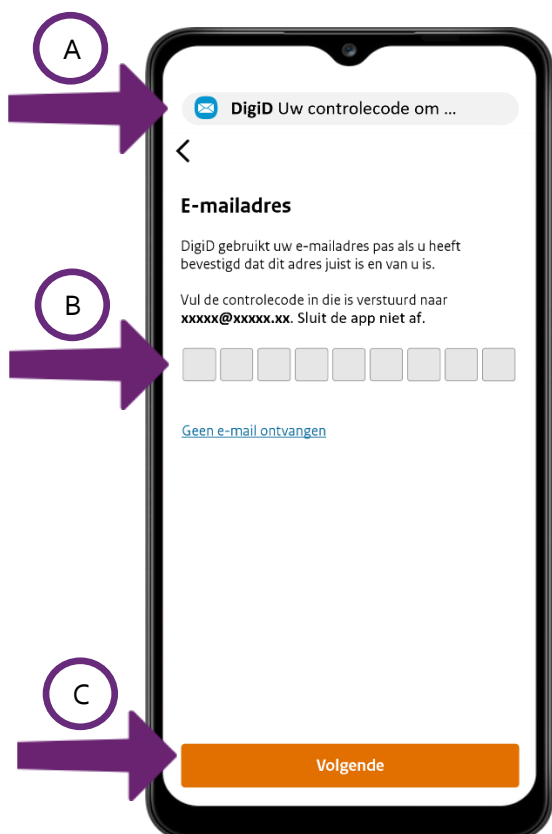 A
DigiD Uw controlecode om ...
E-mailadres
DigiD gebruikt uw e-mailadres pas als u heeft
bevestigd dat dit adres juist is en van u is.
B
Vul de controlecode in die is verstuurd naar
xxxxx@xxxxx.xx. Sluit de app niet af.
Geen e-mail ontvangen
C
Volgende